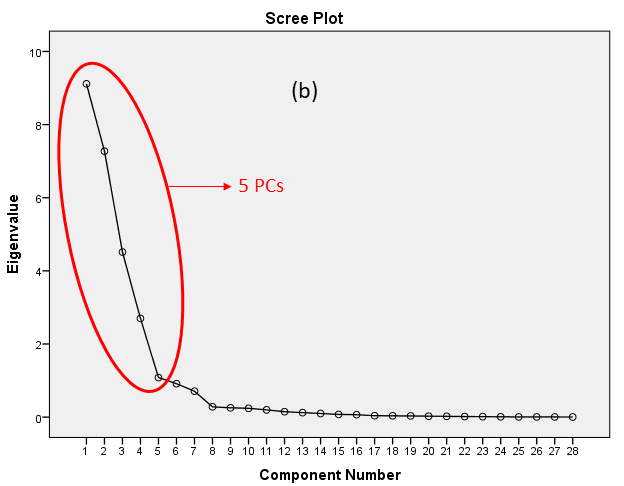 Scree Plot
(b)
5 PCs
Eigenvalue
10
8
6
4
2
0
1 2 3 4 5 6 7 8 9 10 11 12 13 14 15 16 17 18 19 20 21 22 23 24 25 26 27 28
Component Number